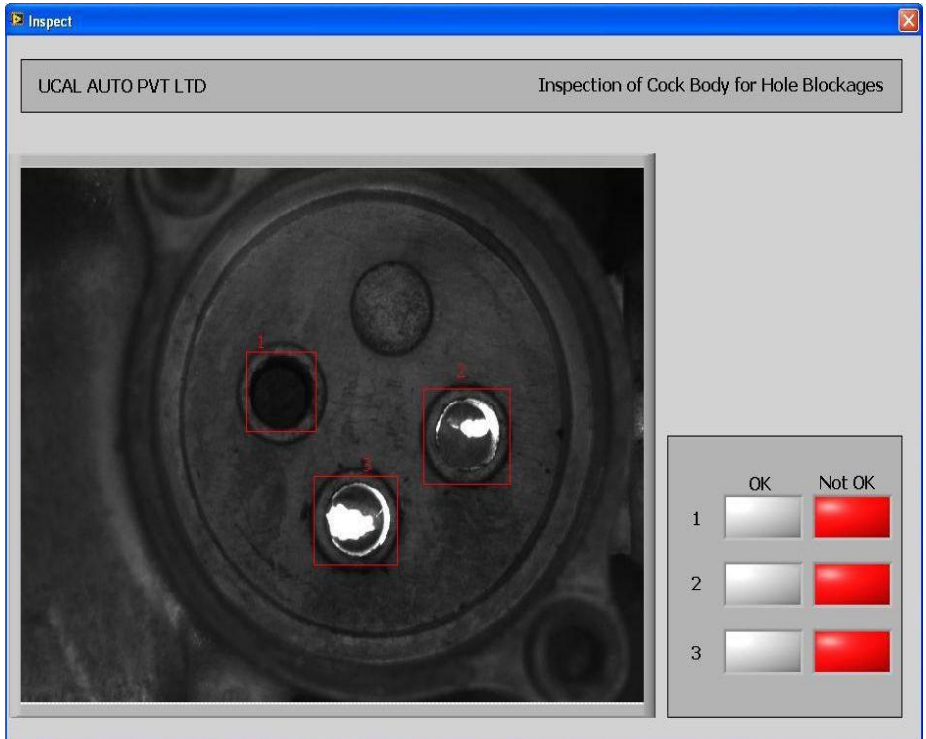 Inspect
UCAL AUTO PVT LTD
Inspection of Cock Body for Hole Blockages
1
2
3
OK Not OK
1
2
3